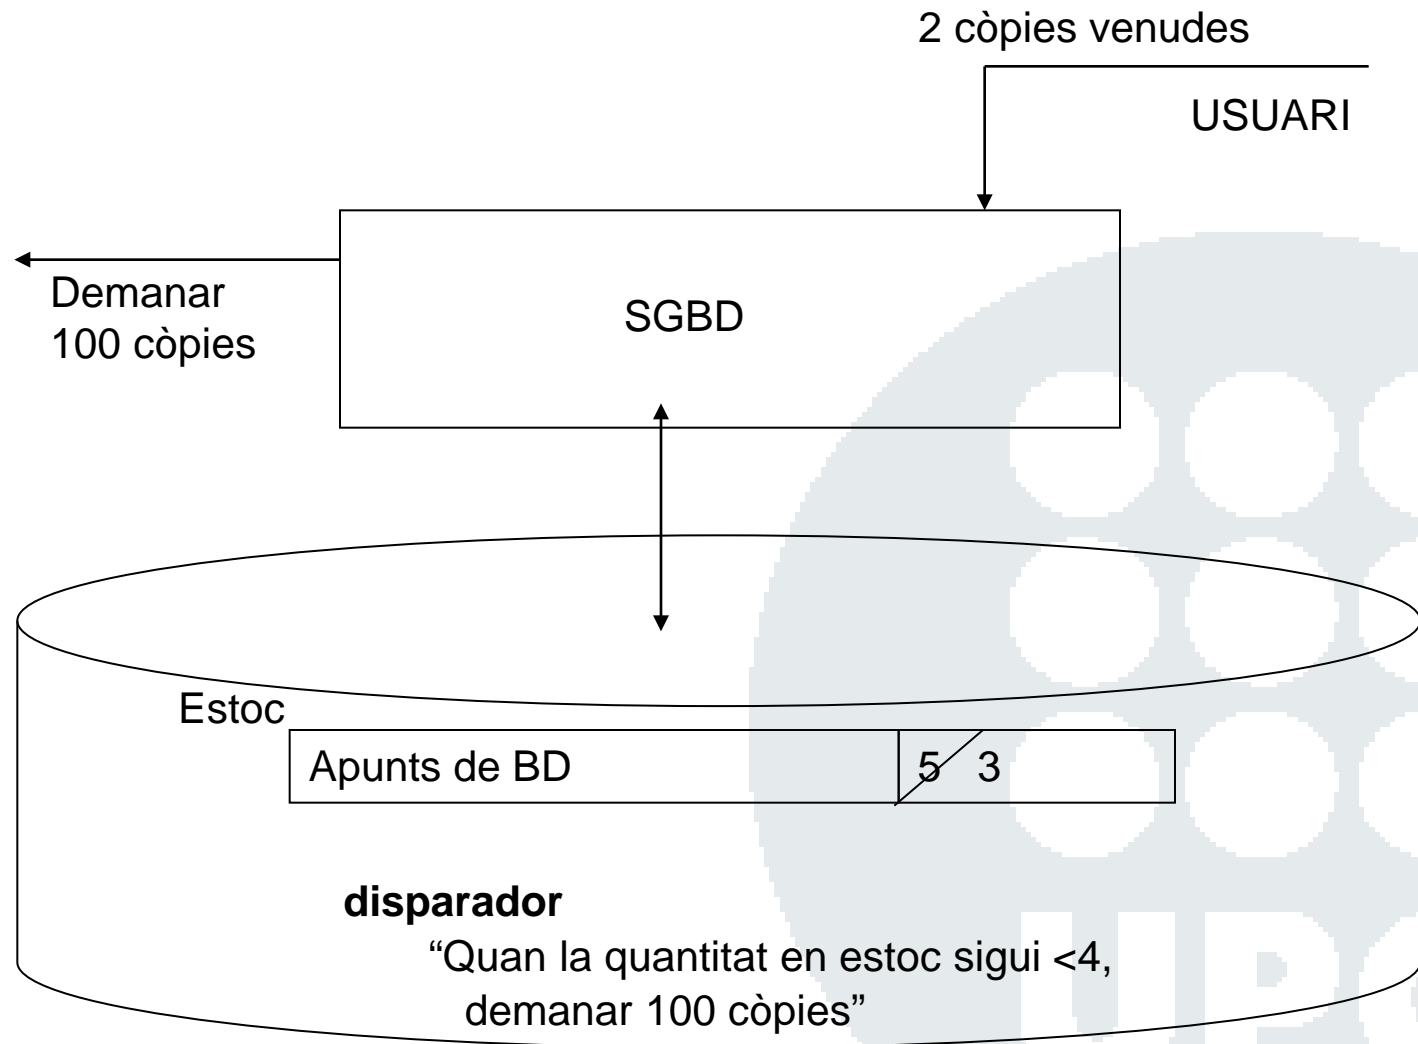 2 còpies venudes
USUARI
Demanar
100 còpies
SGBD
Estoc
Apunts de BD
5 3
disparador
“Quan la quantitat en estoc sigui <4,
demanar 100 còpies”